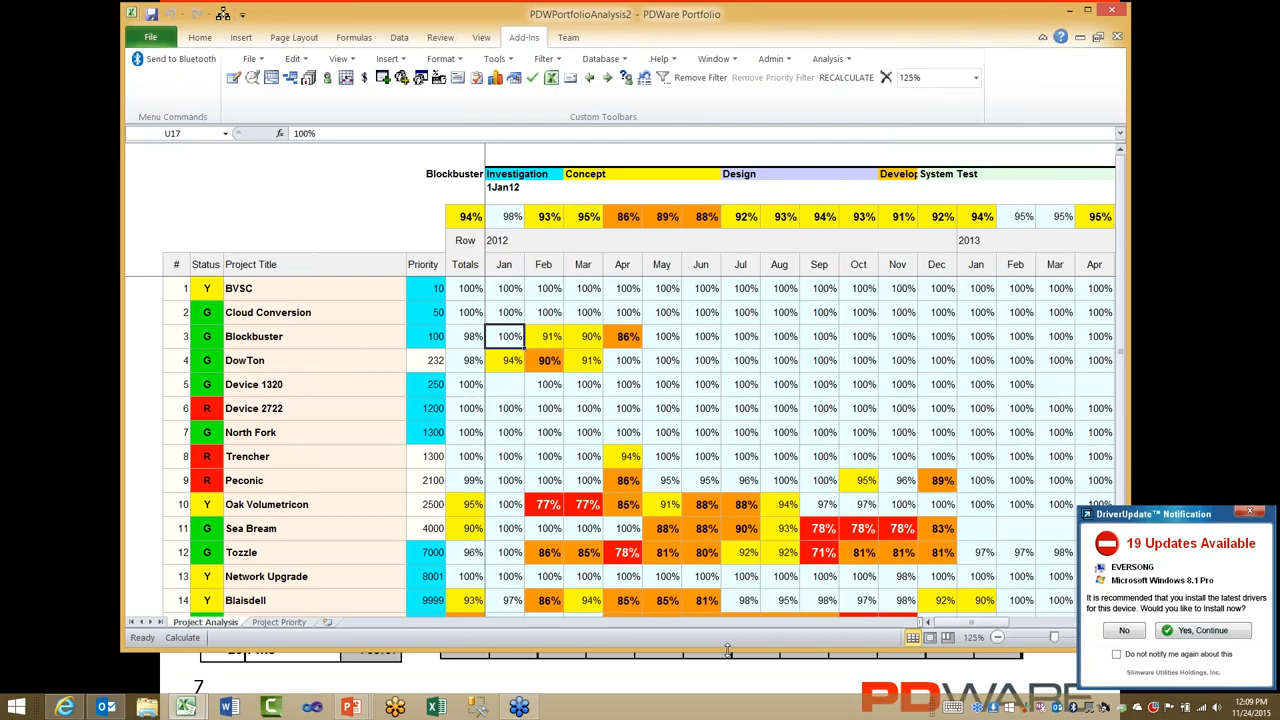 PDWPortfolioAnalysis2 - PDWare Portfolio
File Home Insert Page Layout Formulas Data Review View Add-Ins Team
Send to Bluetooth
File Edit View Insert Format Tools Filter Database .Help Window Admin Analysis
Remove Filter Remove Priority Filter RECALCULATE 125%
Menu Commands Custom Toolbars
U17 fx 100%
Blockbuster Investigation Concept Design Develop System Test
1Jan12
94% 98% 93% 95% 86% 89% 88% 92% 93% 94% 93% 91% 92% 94% 95% 95% 95%
Row 2012 2013
# Status Project Title Priority Totals Jan Feb Mar Apr May Jun Jul Aug Sep Oct Nov Dec Jan Feb Mar Apr
1 Y BVSC 10 100% 100% 100% 100% 100% 100% 100% 100% 100% 100% 100% 100% 100% 100% 100% 100% 100%
2 G Cloud Conversion 50 100% 100% 100% 100% 100% 100% 100% 100% 100% 100% 100% 100% 100% 100% 100% 100% 100%
3 G Blockbuster 100 98% 100% 91% 90% 86% 100% 100% 100% 100% 100% 100% 100% 100% 100% 100% 100% 100%
4 G DowTon 232 98% 94% 90% 91% 100% 100% 100% 100% 100% 100% 100% 100% 100% 100% 100% 100% 100%
5 G Device 1320 250 100% 100% 100% 100% 100% 100% 100% 100% 100% 100% 100% 100% 100% 100%
6 R Device 2722 1200 100% 100% 100% 100% 100% 100% 100% 100% 100% 100% 100% 100% 100% 100% 100% 100% 100%
7 G North Fork 1300 100% 100% 100% 100% 100% 100% 100% 100% 100% 100% 100% 100% 100% 100% 100% 100% 100%
8 R Trencher 1300 100% 100% 100% 100% 94% 100% 100% 100% 100% 100% 100% 100% 100% 100% 100% 100% 100%
9 R Peconic 2100 99% 100% 100% 100% 86% 95% 95% 100% 100% 100% 95% 96% 89% 100% 100% 100% 100%
10 Y Oak Volumetricon 2500 95% 100% 77% 77% 85% 91% 88% 88% 94% 97% 97% 100% 100% 100% 100% 100% 100%
11 G Sea Bream 4000 90% 100% 100% 100% 100% 88% 88% 90% 93% 78% 78% 78% 83% 100% 100% 100% 100%
12 G Tozzle 7000 96% 100% 86% 85% 78% 81% 80% 92% 92% 71% 81% 81% 81% 97% 97% 98%
13 Y Network Upgrade 8001 100% 100% 100% 100% 100% 100% 100% 100% 100% 100% 100% 98% 100% 100% 100% 100%
14 Y Blaisdell 9999 93% 97% 86% 94% 85% 85% 81% 98% 95% 97% 98% 97% 92% 90% 100% 100%
Project Analysis Project Priority
Ready Calculate 125%
DriverUpdate™ Notification
19 Updates Available
EVERSONG
Microsoft Windows 8.1 Pro
It is recommended that you install the latest drivers
for this device. Would you like to Install now?
No Yes, Continue
Do not notify me again about this
Slimware Utilities Holdings, Inc.
7
PDWARE
12:09 PM
11/24/2015